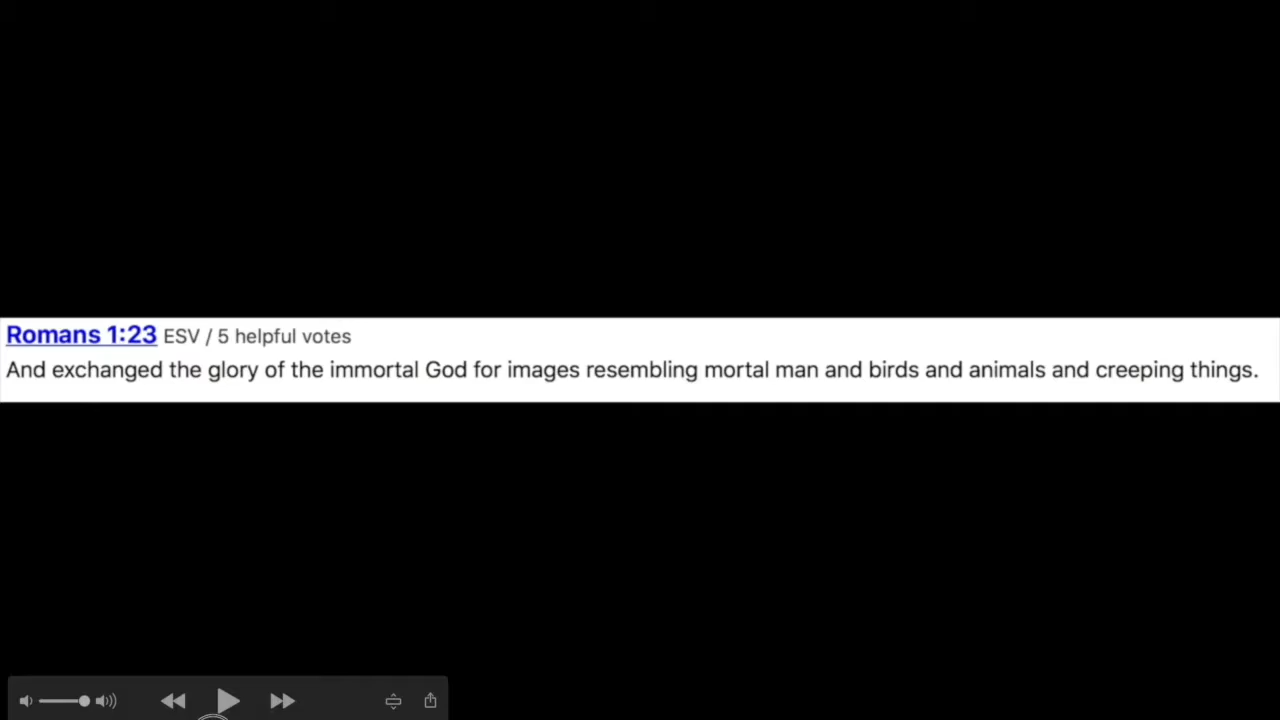 Romans 1:23 ESV / 5 helpful votes
And exchanged the glory of the immortal God for images resembling mortal man and birds and animals and creeping things.